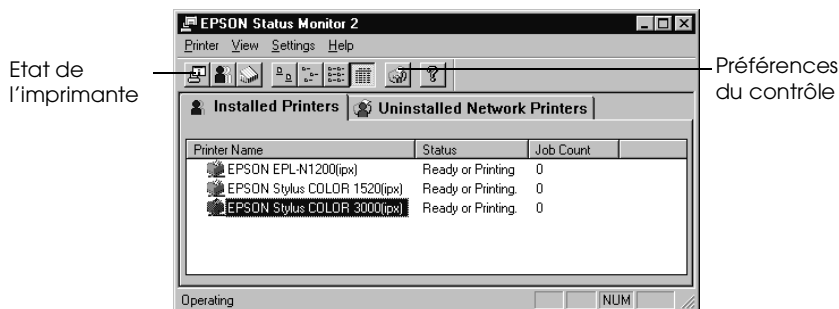 EPSON Status Monitor 2
Printer View Settings Help
Etat de
l'imprimante
Préférences
du contrôle
Installed Printers Uninstalled Network Printers
Printer Name Status Job Count
EPSON EPL-N1200(ipx) Ready or Printing 0
EPSON Stylus COLOR 1520(ipx) Ready or Printing. 0
EPSON Stylus COLOR 3000(ipx) Ready or Printing. 0
Operating NUM